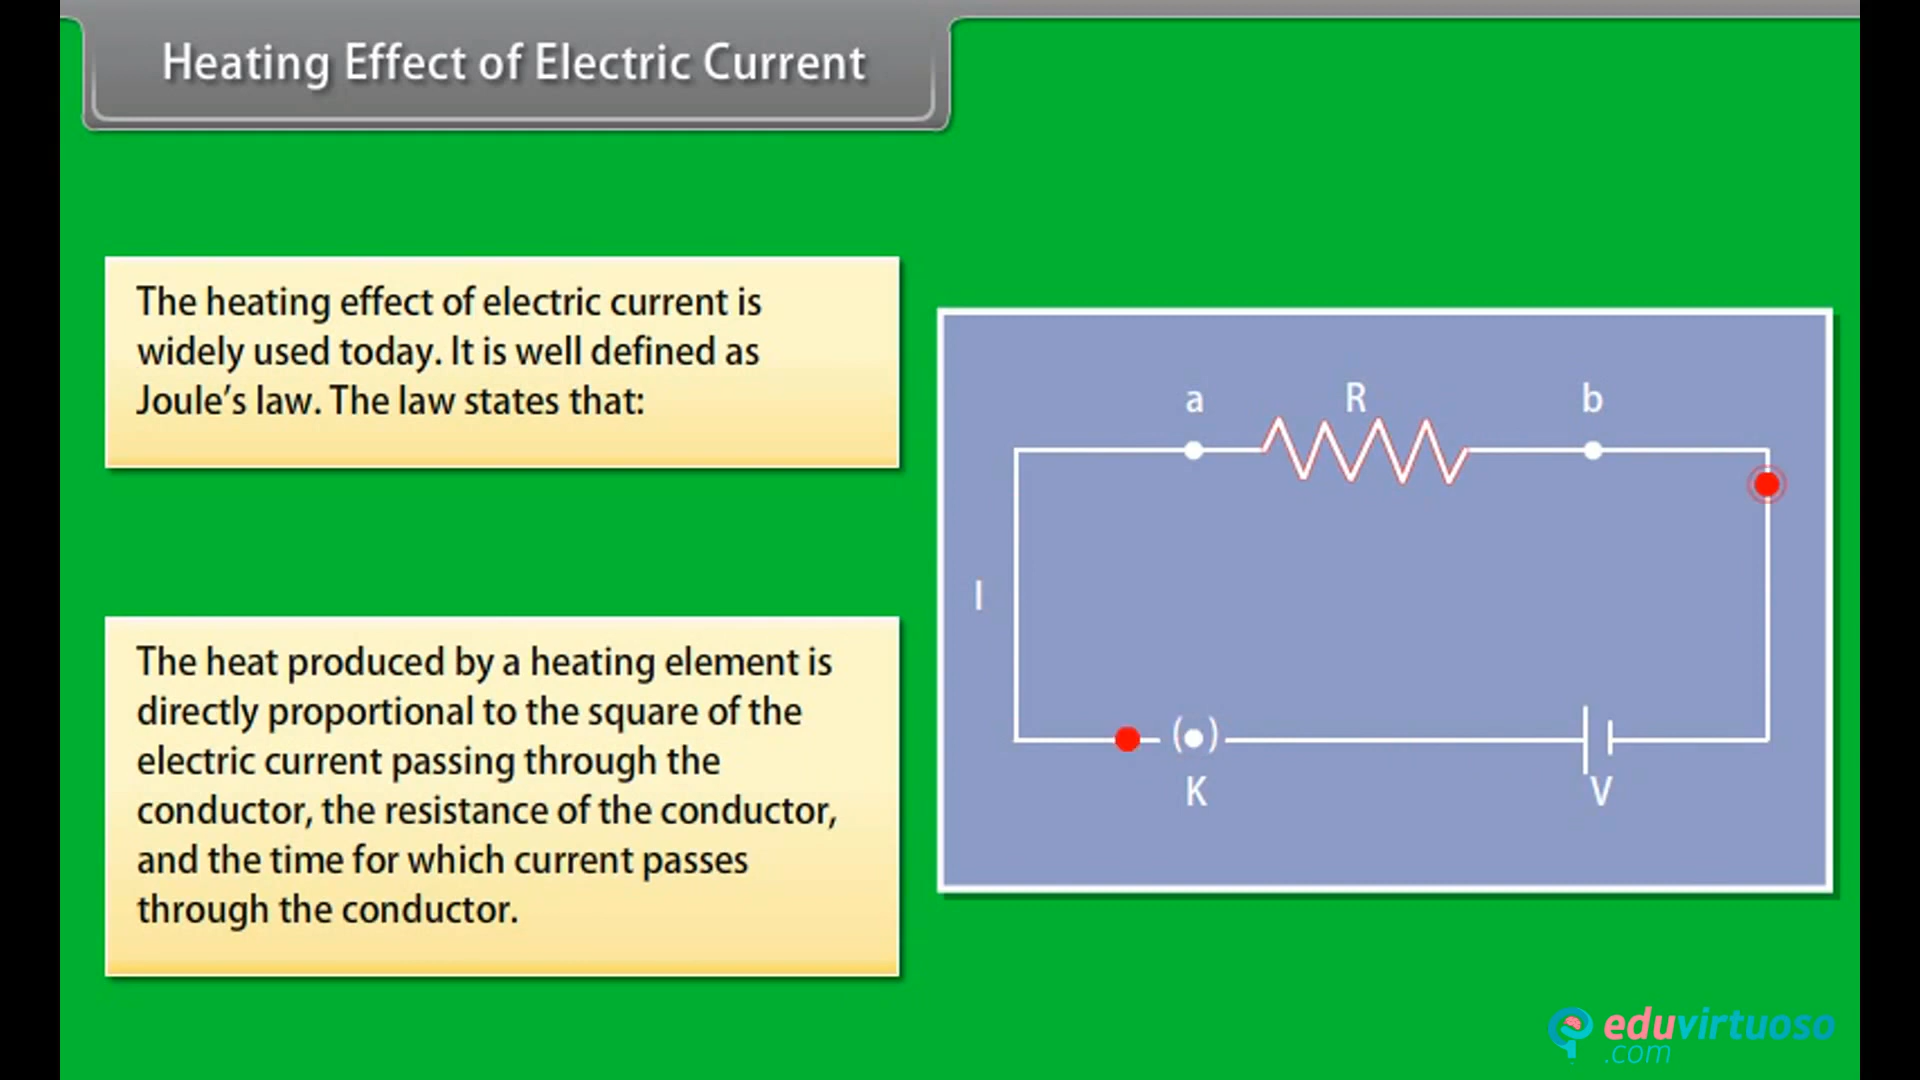 Heating Effect of Electric Current
The heating effect of electric current is
widely used today. It is well defined as
Joule’s law. The law states that:
The heat produced by a heating element is
directly proportional to the square of the
electric current passing through the
conductor, the resistance of the conductor,
and the time for which current passes
through the conductor.
a R b
I
K V
eduvirtuoso
.com